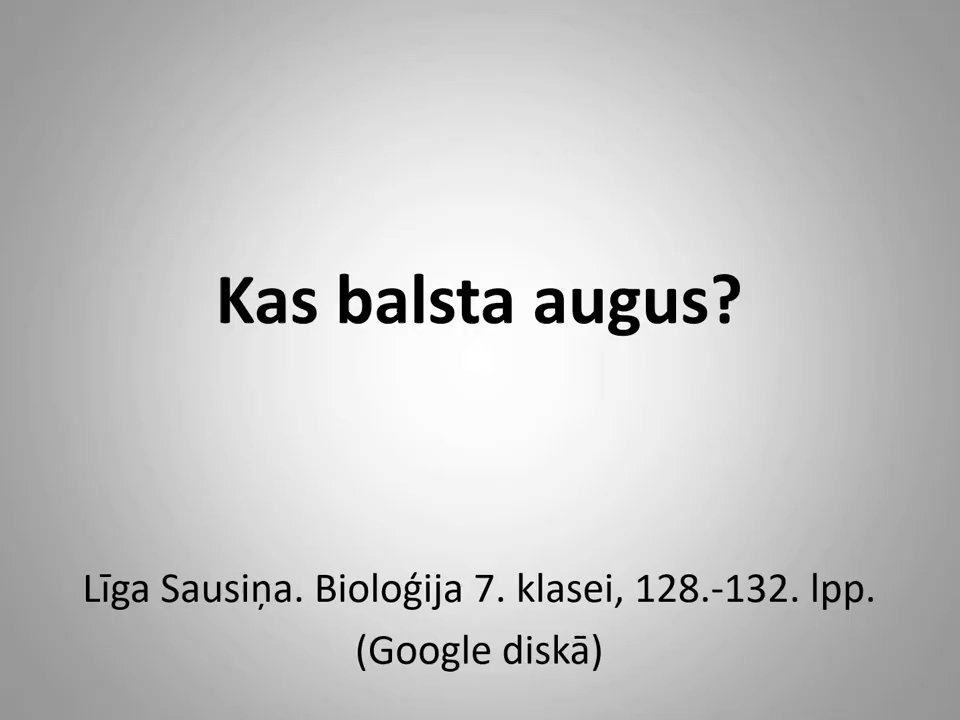 Kas balsta augus?
Līga Sausiņa. Bioloģija 7. klasei, 128.-132. lpp.
(Google diskā)